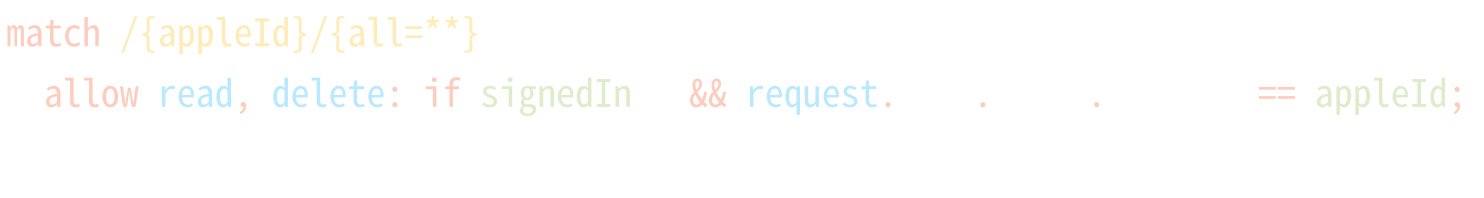 match /{appleId}/{all=**}
allow read, delete: if signedIn && request. . . == appleId;